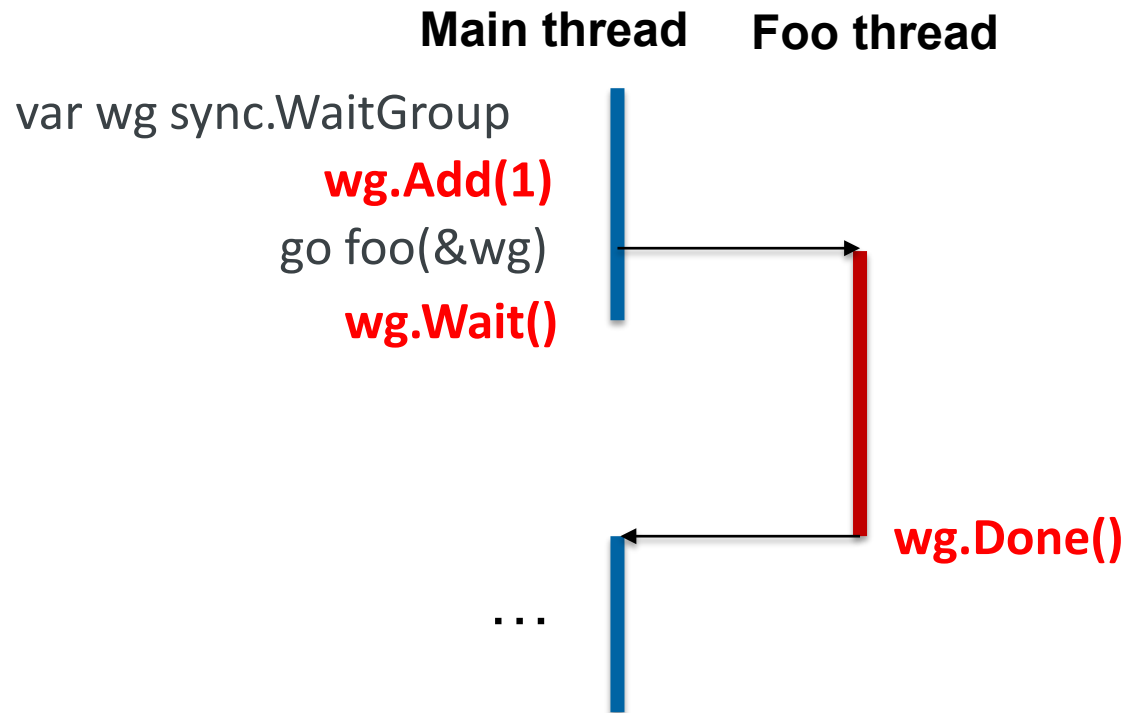 Main thread
Foo thread
var wg sync.WaitGroup
wg.Add(1)
go foo(&wg)
wg.Wait()
wg.Done()
...